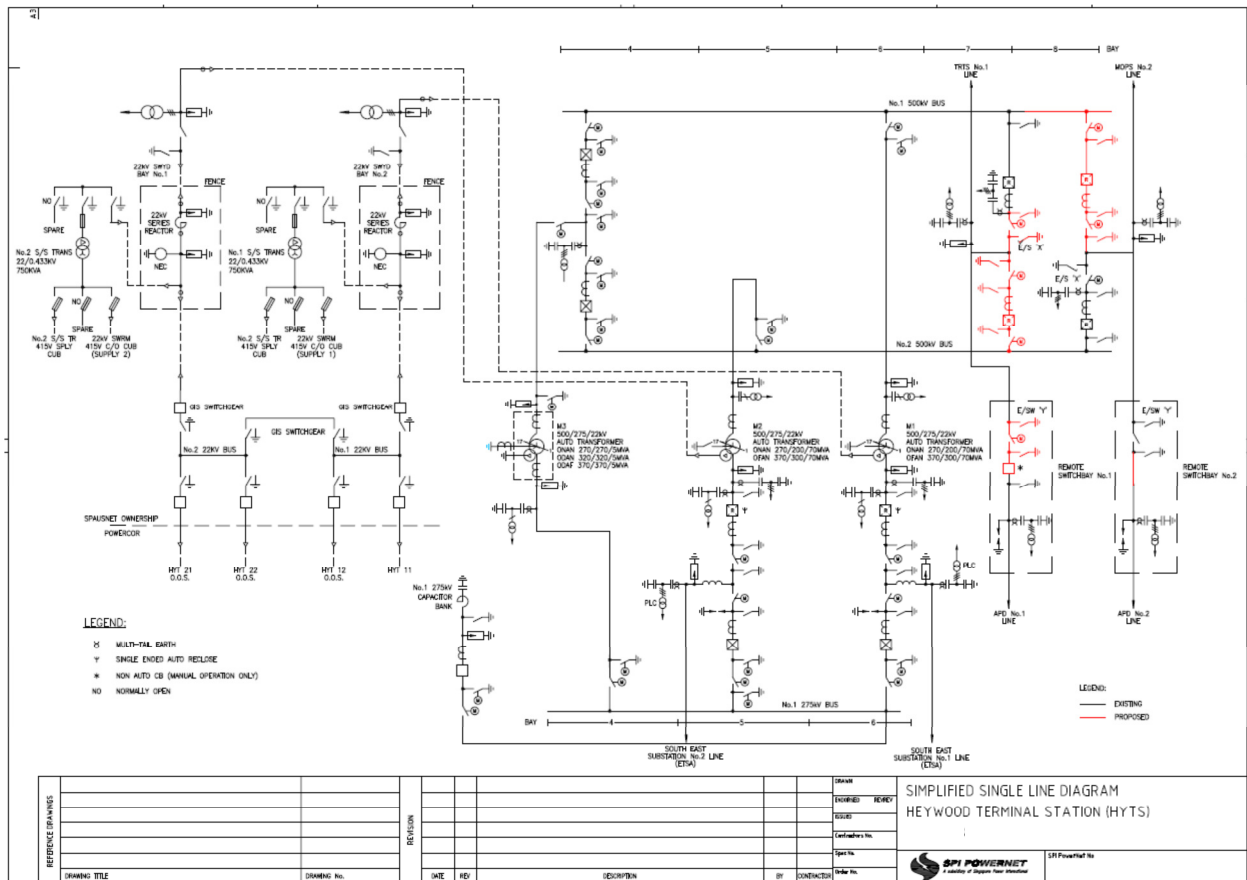 A3
4 5 6 7 8 BAY
TRTS No.1
LINE
MOPS No.2
LINE
No.1 500kV BUS
22kV SWYD
BAY No.1
22kV SWYD
BAY No.2
FENCE
FENCE
NO
SPARE
22kV
SERIES
REACTOR
NO
SPARE
22kV
SERIES
REACTOR
No.2 S/S TRANS
22/0.433kV
750KVA
NEC
No.1 S/S TRANS
22/0.433kV
750KVA
NEC
E/S 'X'
E/S 'X'
NO
SPARE
NO
SPARE
No.2 S/S TR
415V SPLY
CUB
22kV SWRM
415V C/O CUB
(SUPPLY 2)
No.2 S/S TR
415V SPLY
CUB
22kV SWRM
415V C/O CUB
(SUPPLY 1)
No.2 500kV BUS
GIS SWITCHGEAR
GIS SWITCHGEAR
GIS SWITCHGEAR
No.2 22kV BUS
No.1 22kV BUS
M3
500/275/22kV
AUTO TRANSFORMER
ONAN 270/270/5MVA
ODAN 320/320/5MVA
ODAF 370/370/5MVA
M2
500/275/22kV
AUTO TRANSFORMER
ONAN 270/200/70MVA
OFAN 370/300/70MVA
M1
500/275/22kV
AUTO TRANSFORMER
ONAN 270/200/70MVA
OFAN 370/300/70MVA
17
17
17
E/SW 'Y'
E/SW 'Y'
REMOTE
SWITCHBAY No.1
REMOTE
SWITCHBAY No.2
SPAUSNET OWNERSHIP
POWERCOR
HYT 21
O.O.S.
HYT 22
O.O.S.
HYT 12
O.O.S.
HYT 11
No.1 275kV
CAPACITOR
BANK
PLC
PLC
APD No.1
LINE
APD No.2
LINE
LEGEND:
MULTI-TAIL EARTH
SINGLE ENDED AUTO RECLOSE
* NON AUTO CB (MANUAL OPERATION ONLY)
NO NORMALLY OPEN
No.1 275kV BUS
BAY 4 5 6
SOUTH EAST
SUBSTATION No.2 LINE
(ETSA)
SOUTH EAST
SUBSTATION No.1 LINE
(ETSA)
LEGEND:
EXISTING
PROPOSED
REFERENCE DRAWINGS
DRAWING TITLE DRAWING No.
REVISION
DATE REV DESCRIPTION BY CONTRACTOR
DRAWN
ENDORSED
ISSUED
Contractors No.
Spec No.
Order No.
SIMPLIFIED SINGLE LINE DIAGRAM
HEYWOOD TERMINAL STATION (HYTS)
SPI POWERNET
A subsidiary of Singapore Power International
SPI PowerNet No